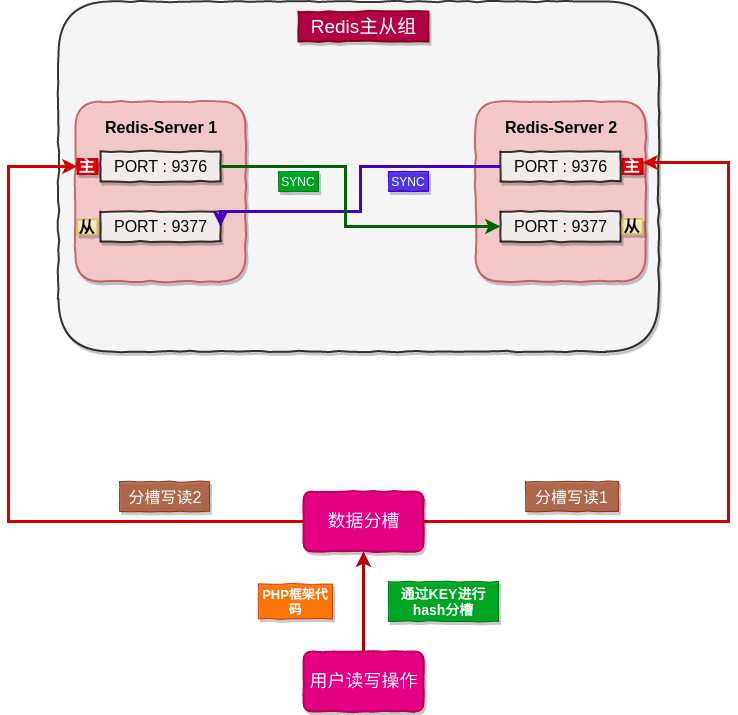 Redis主从组
Redis-Server 1
主
PORT : 9376
从
PORT : 9377
SYNC
SYNC
Redis-Server 2
PORT : 9376
主
PORT : 9377
从
分槽写读2
数据分槽
分槽写读1
PHP框架代
码
通过KEY进行
hash分槽
用户读写操作